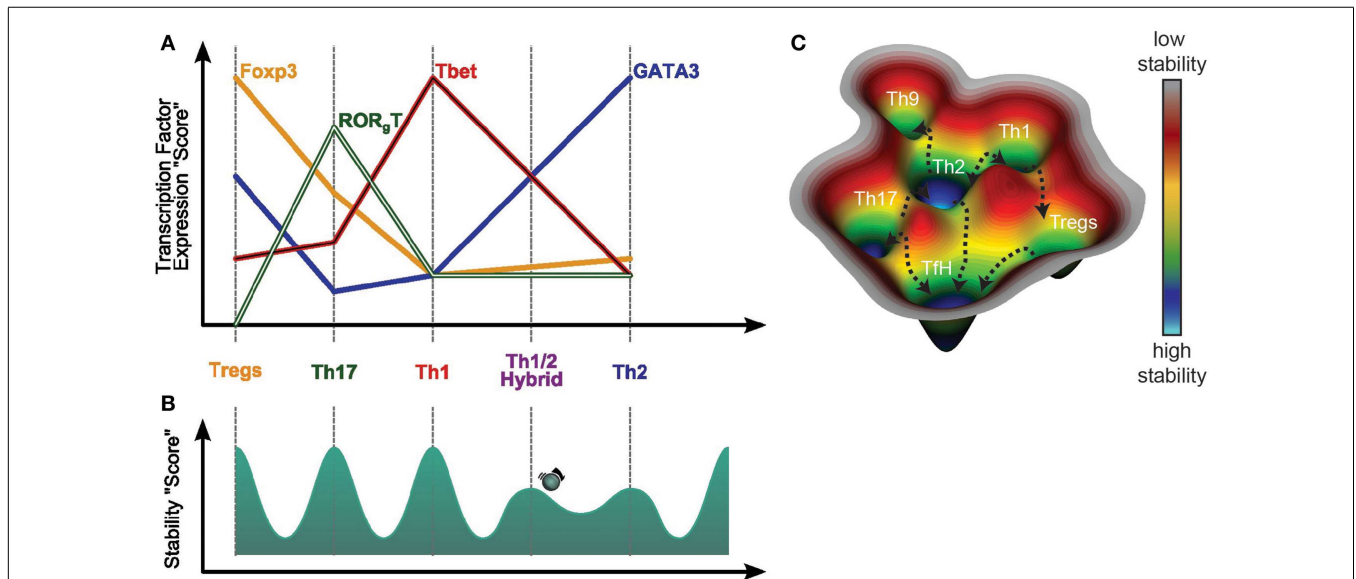 A
Transcription Factor
Expression "Score"
Foxp3
RORgT
Tbet
GATA3
Tregs
Th17
Th1
Th1/2
Hybrid
Th2
B
Stability "Score"
C
Th9
Th1
Th2
Th17
Tregs
TfH
low
stability
high
stability